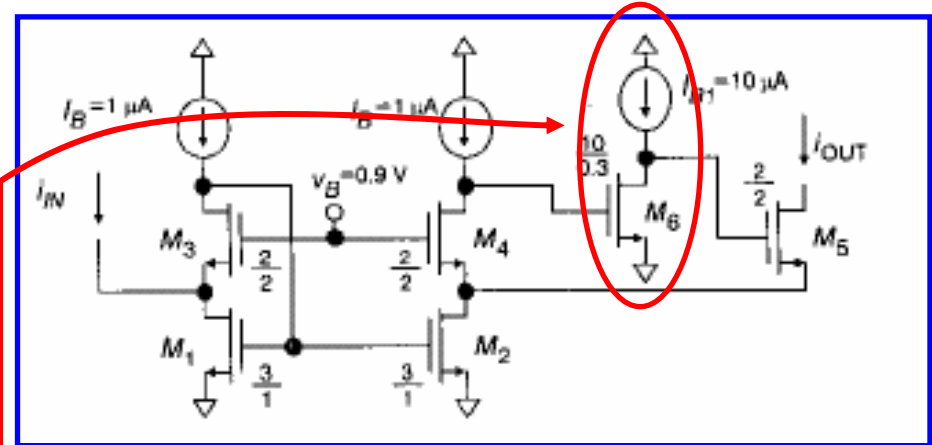 I_B=1 µA
I_B=1 µA
I_B1=10 µA
i_IN
v_B=0.9 V
10/0.3
i_OUT
M_3
2/2
2/2
M_4
M_6
2/2
M_5
M_1
3/1
3/1
M_2